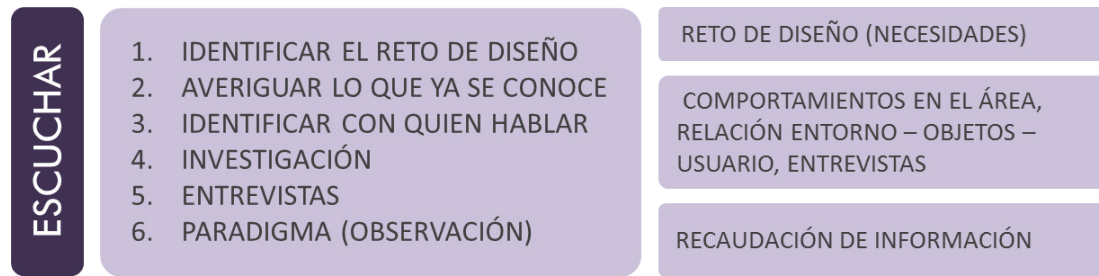 ESCUCHAR
1. IDENTIFICAR EL RETO DE DISEÑO
2. AVERIGUAR LO QUE YA SE CONOCE
3. IDENTIFICAR CON QUIEN HABLAR
4. INVESTIGACIÓN
5. ENTREVISTAS
6. PARADIGMA (OBSERVACIÓN)
RETO DE DISEÑO (NECESIDADES)
COMPORTAMIENTOS EN EL ÁREA,
RELACIÓN ENTORNO – OBJETOS –
USUARIO, ENTREVISTAS
RECAUDACIÓN DE INFORMACIÓN